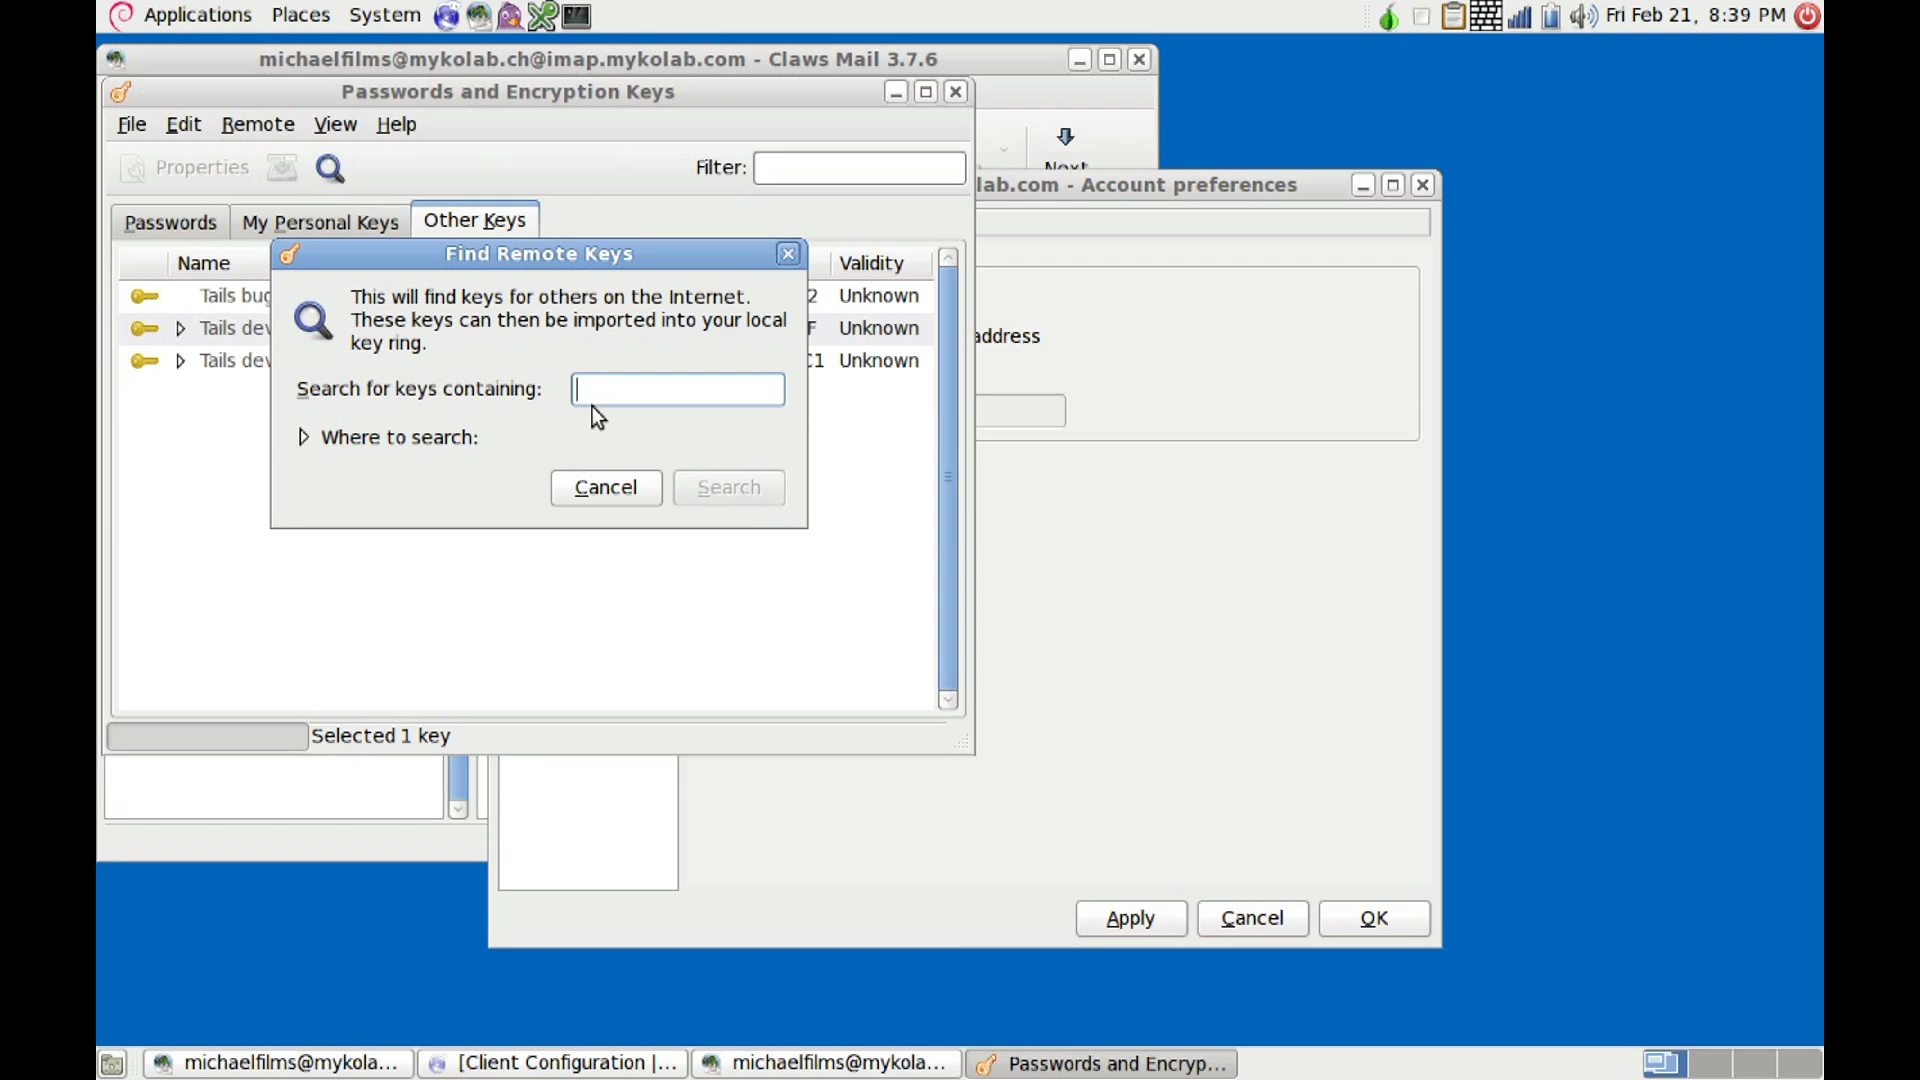 Applications Places System
Fri Feb 21, 8:39 PM
michaelfilms@mykolab.ch@imap.mykolab.com - Claws Mail 3.7.6
Passwords and Encryption Keys
File Edit Remote View Help
Next
Properties
Filter:
lab.com - Account preferences
Passwords
My Personal Keys
Other Keys
Find Remote Keys
Name
Validity
Tails bug
2 Unknown
Tails dev
F Unknown
Tails dev
C1 Unknown
This will find keys for others on the Internet.
These keys can then be imported into your local
key ring.
address
Search for keys containing:
Where to search:
Cancel
Search
Selected 1 key
Apply
Cancel
OK
michaelfilms@mykola...
[Client Configuration |...
michaelfilms@mykola...
Passwords and Encryp...